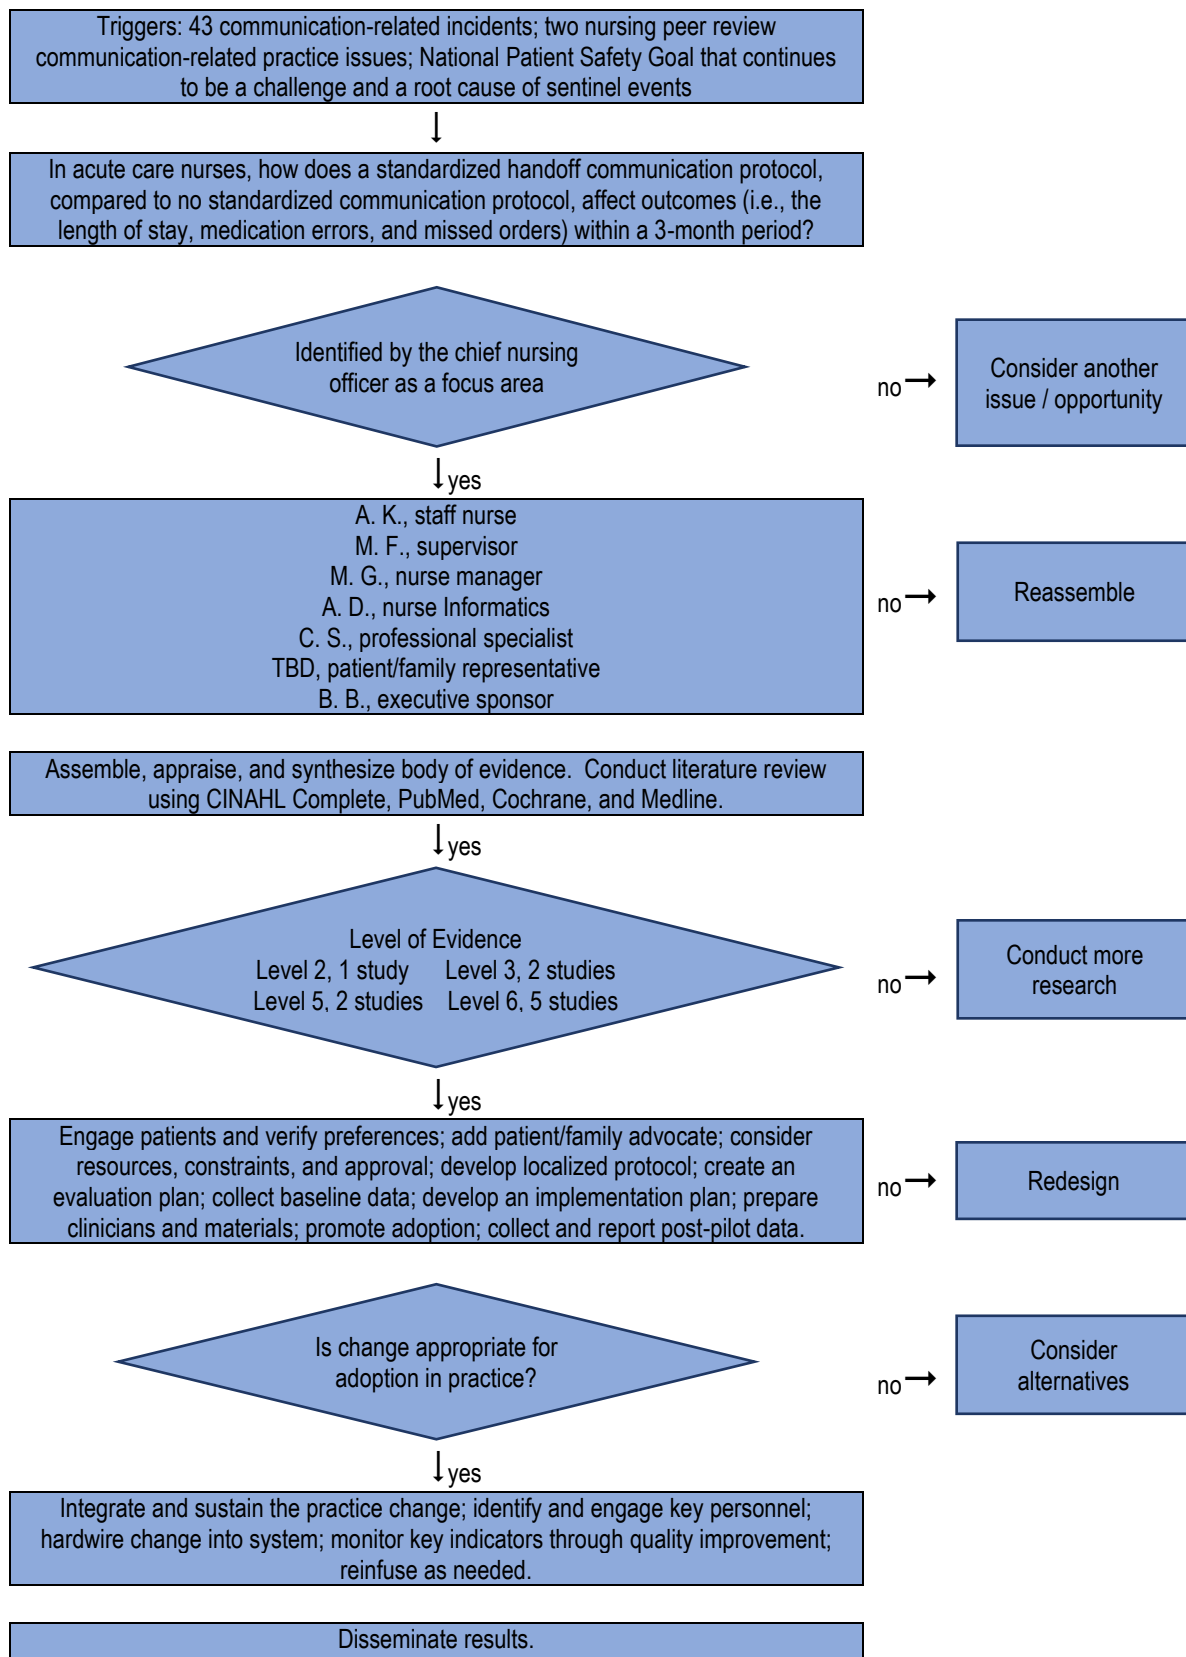 Triggers: 43 communication-related incidents; two nursing peer review
communication-related practice issues; National Patient Safety Goal that continues
to be a challenge and a root cause of sentinel events
In acute care nurses, how does a standardized handoff communication protocol,
compared to no standardized communication protocol, affect outcomes (i.e., the
length of stay, medication errors, and missed orders) within a 3-month period?
Identified by the chief nursing
officer as a focus area
no
Consider another
issue / opportunity
yes
A. K., staff nurse
M. F., supervisor
M. G., nurse manager
A. D., nurse Informatics
C. S., professional specialist
TBD, patient/family representative
B. B., executive sponsor
no
Reassemble
Assemble, appraise, and synthesize body of evidence.  Conduct literature review
using CINAHL Complete, PubMed, Cochrane, and Medline.
yes
Level of Evidence
Level 2, 1 study     Level 3, 2 studies
Level 5, 2 studies    Level 6, 5 studies
no
Conduct more
research
yes
Engage patients and verify preferences; add patient/family advocate; consider
resources, constraints, and approval; develop localized protocol; create an
evaluation plan; collect baseline data; develop an implementation plan; prepare
clinicians and materials; promote adoption; collect and report post-pilot data.
no
Redesign
Is change appropriate for
adoption in practice?
no
Consider
alternatives
yes
Integrate and sustain the practice change; identify and engage key personnel;
hardwire change into system; monitor key indicators through quality improvement;
reinfuse as needed.
Disseminate results.